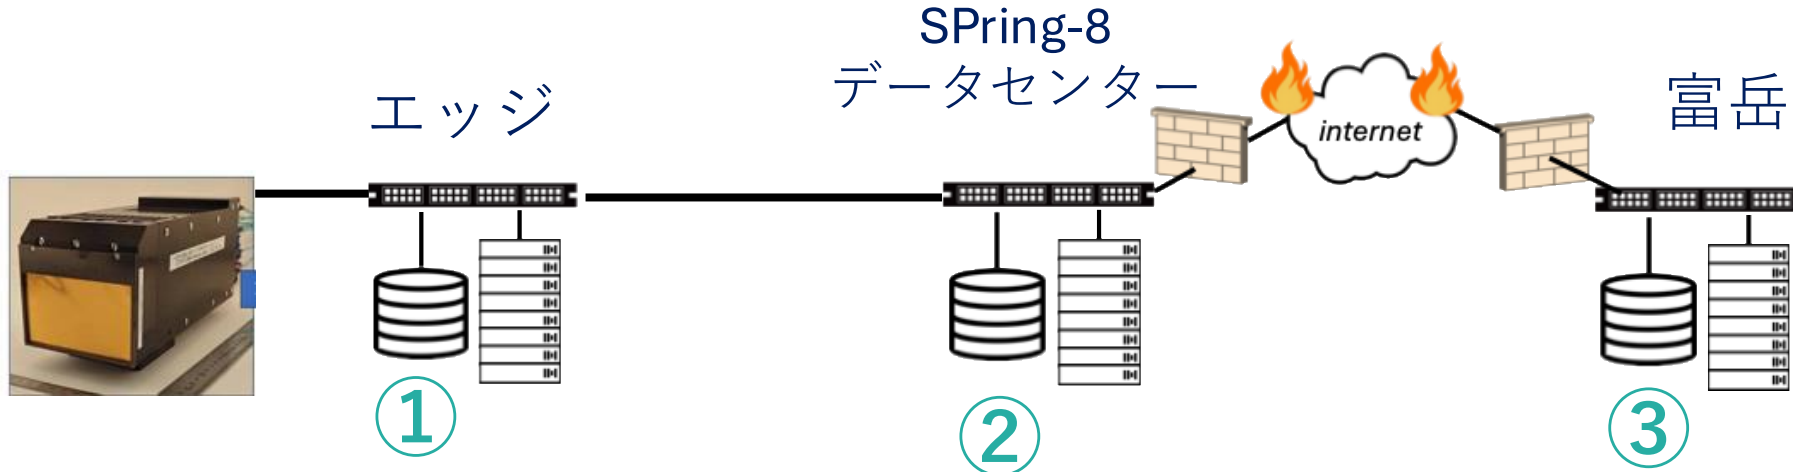 SPring-8
データセンター
エッジ
internet
富岳
①
②
③